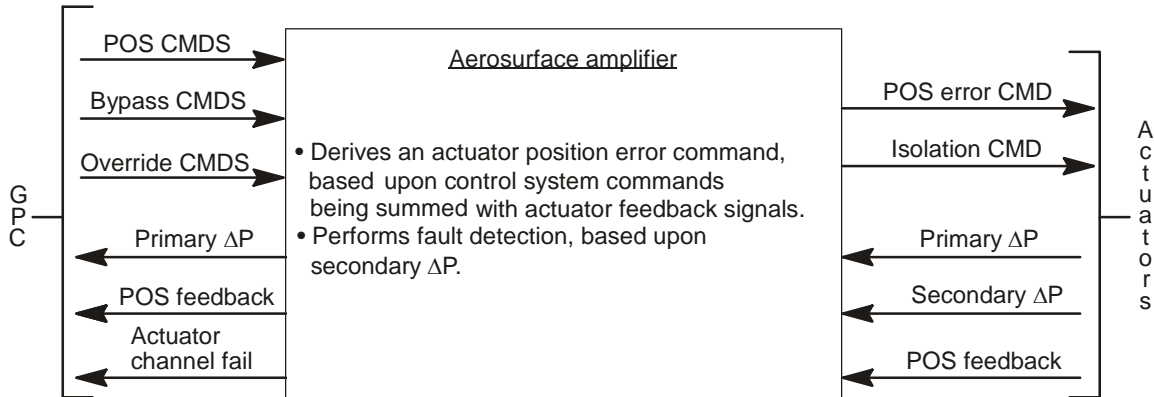 GPC
POS CMDS
Bypass CMDS
Override CMDS
Primary ΔP
POS feedback
Actuator
channel fail
Aerosurface amplifier
• Derives an actuator position error command,
based upon control system commands
being summed with actuator feedback signals.
• Performs fault detection, based upon
secondary ΔP.
POS error CMD
Isolation CMD
Primary ΔP
Secondary ΔP
POS feedback
Actuators